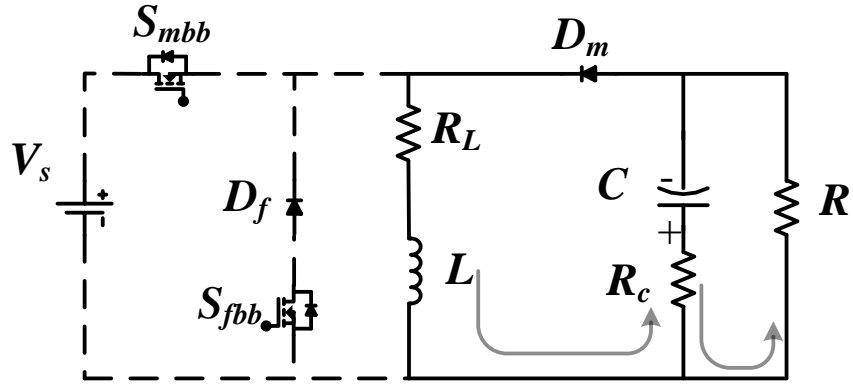 S_mbb
D_m
V_s
+
D_f
R_L
C
-
+
R
S_fbb
L
R_c